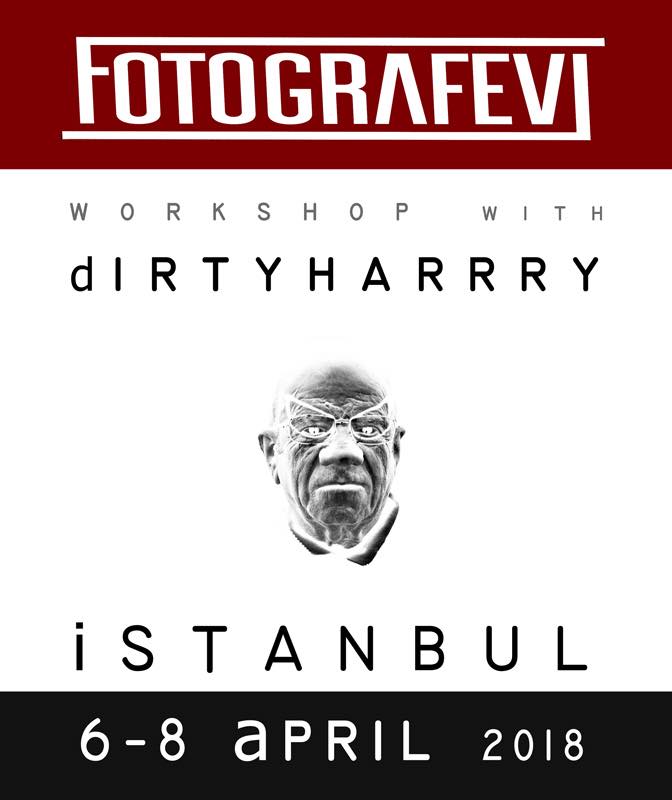 FOTOGRAFEVI
WORKSHOP WITH
dIRTYHARRRY
iSTANBUL
6-8 aPRIL 2018